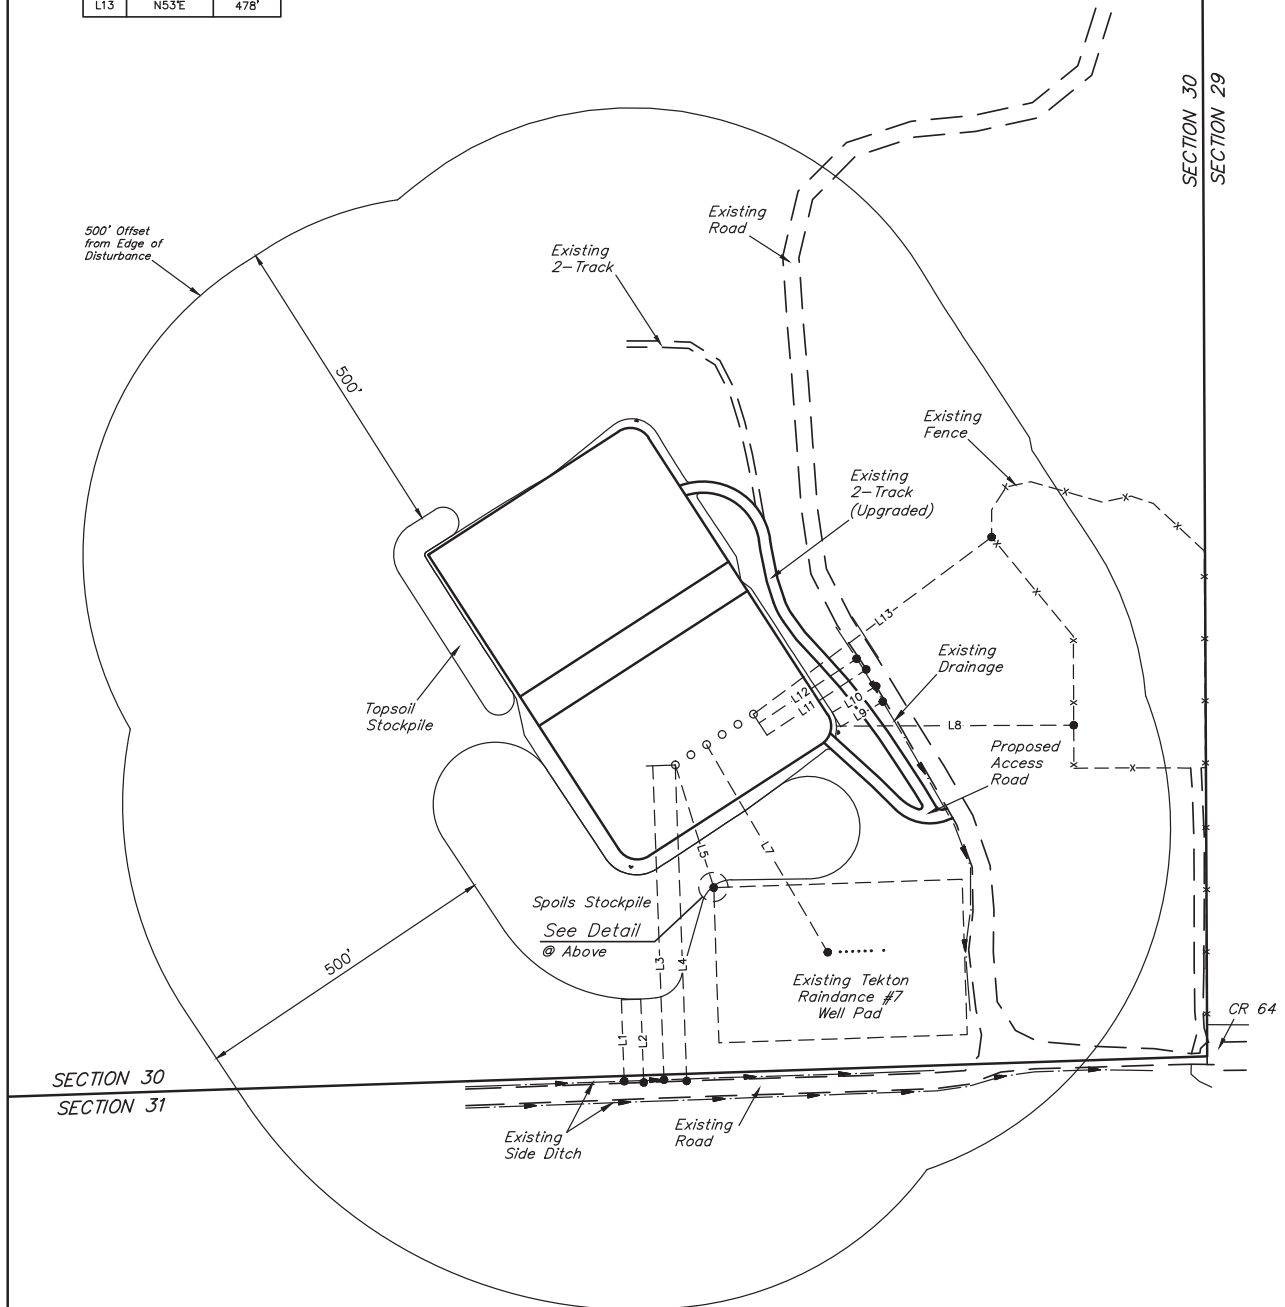 L13 N53°E 478'
SECTION 30
SECTION 29
500' Offset
from Edge of
Disturbance
Existing
Road
Existing
2-Track
500'
Existing
Fence
Existing
2-Track
(Upgraded)
L13
Existing
Drainage
L12
L11
L10
L9
L8
Topsoil
Stockpile
Proposed
Access
Road
L5
L7
Spoils Stockpile
See Detail
@ Above
500'
L3
L4
Existing Tekton
Raindance #7
Well Pad
L1
L2
CR 64
SECTION 30
SECTION 31
Existing
Side Ditch
Existing
Road